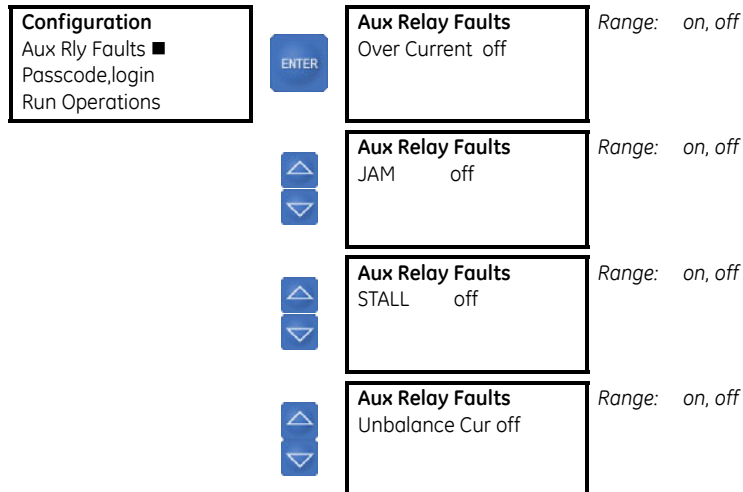 Configuration
Aux Rly Faults ■
Passcode,login
Run Operations
ENTER
Aux Relay Faults
Over Current off
Range: on, off
Aux Relay Faults
JAM off
Range: on, off
Aux Relay Faults
STALL off
Range: on, off
Aux Relay Faults
Unbalance Cur off
Range: on, off